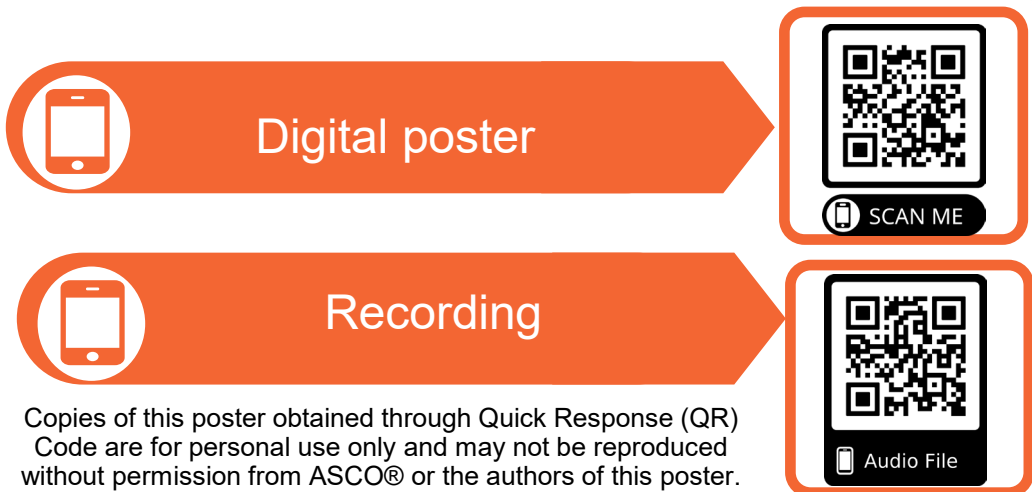 Digital poster
SCAN ME
Recording
Audio File
Copies of this poster obtained through Quick Response (QR)
Code are for personal use only and may not be reproduced
without permission from ASCO® or the authors of this poster.